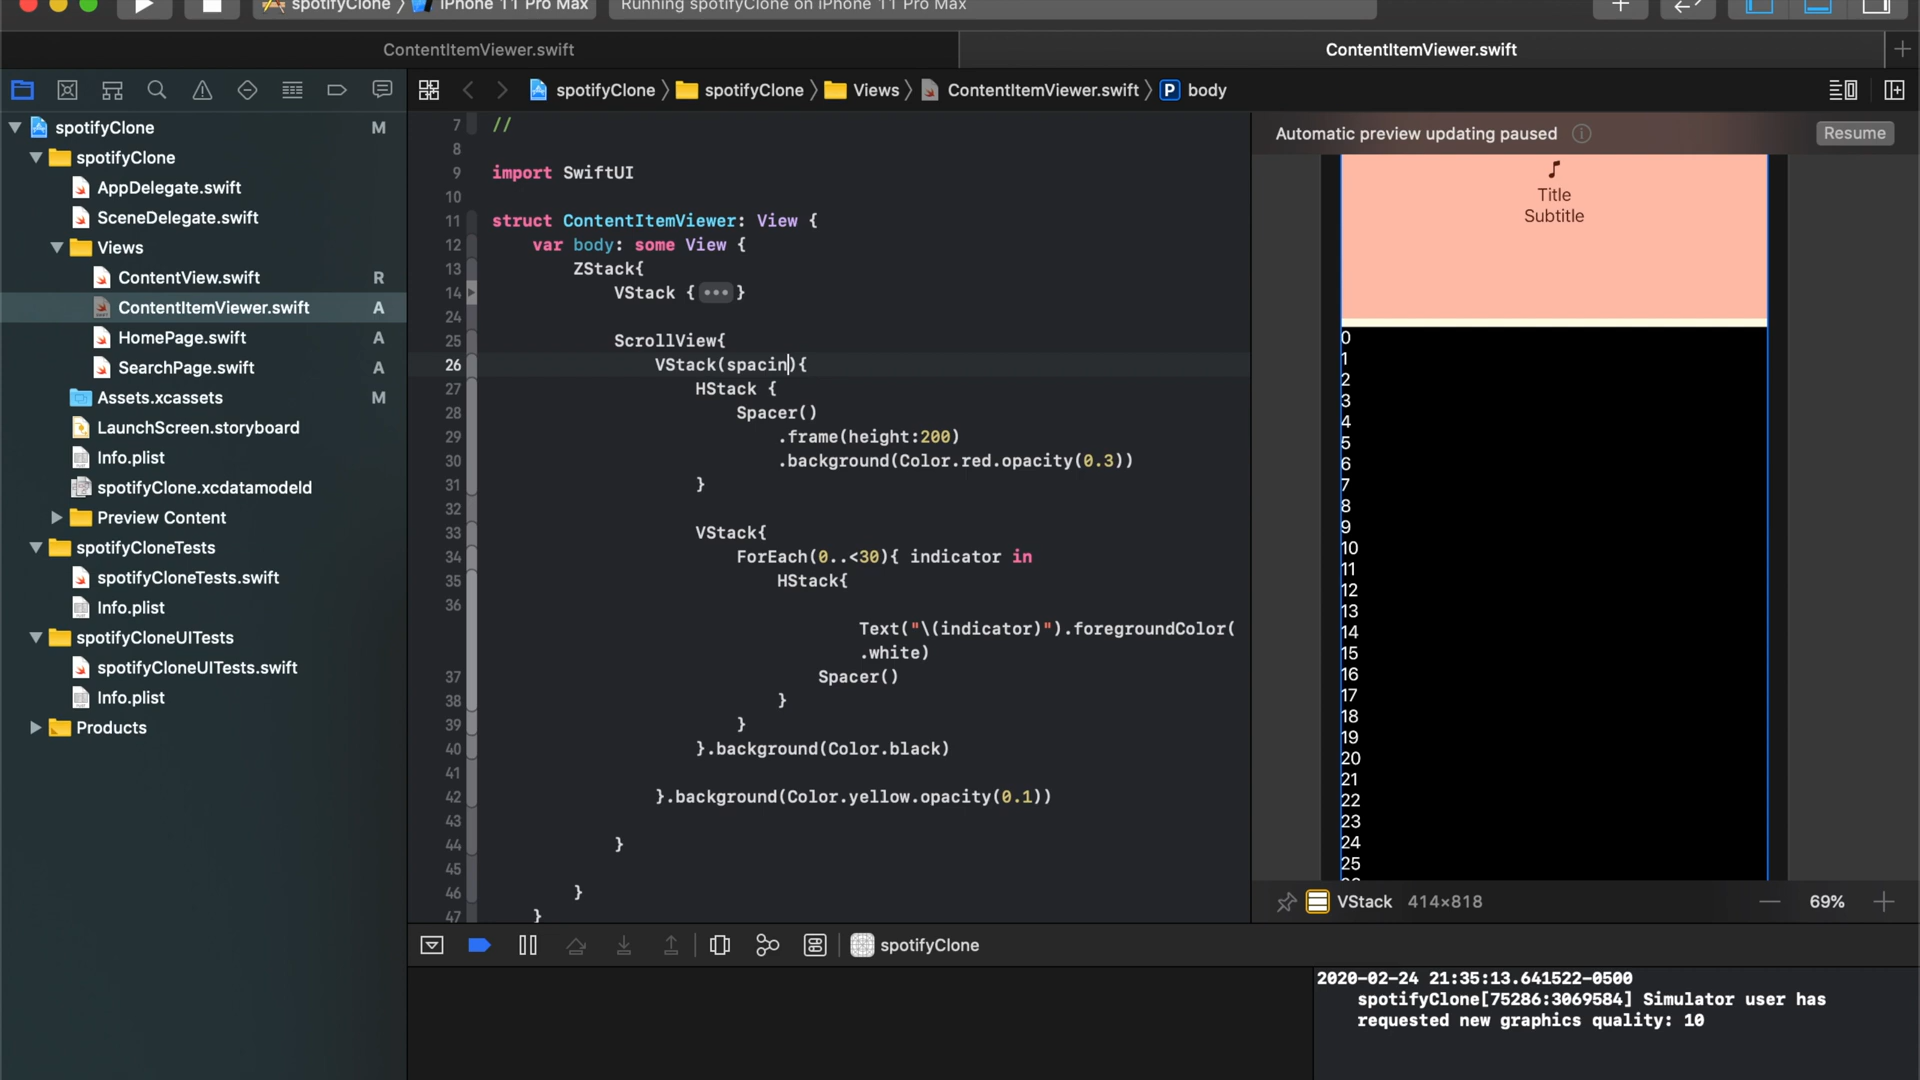 spotifyClone
iPhone 11 Pro Max
Running spotifyClone on iPhone 11 Pro Max
ContentItemViewer.swift
ContentItemViewer.swift
spotifyClone
spotifyClone
Views
ContentItemViewer.swift
P body
spotifyClone M
spotifyClone
AppDelegate.swift
SceneDelegate.swift
Views
ContentView.swift R
ContentItemViewer.swift A
HomePage.swift A
SearchPage.swift A
Assets.xcassets M
LaunchScreen.storyboard
Info.plist
spotifyClone.xcdatamodeld
Preview Content
spotifyCloneTests
spotifyCloneTests.swift
Info.plist
spotifyCloneUITests
spotifyCloneUITests.swift
Info.plist
Products
7 //
8
9 import SwiftUI
10
11 struct ContentItemViewer: View {
12 var body: some View {
13 ZStack{
14 VStack {•••}
24
25 ScrollView{
26 VStack(spacin){
27 HStack {
28 Spacer()
29 .frame(height:200)
30 .background(Color.red.opacity(0.3))
31 }
32
33 VStack{
34 ForEach(0..<30){ indicator in
35 HStack{
36
Text("\(indicator)").foregroundColor(
.white)
37 Spacer()
38 }
39 }
40 }.background(Color.black)
41
42 }.background(Color.yellow.opacity(0.1))
43
44 }
45
46 }
47 }
Automatic preview updating paused
Resume
Title
Subtitle
0
1
2
3
4
5
6
7
8
9
10
11
12
13
14
15
16
17
18
19
20
21
22
23
24
25
VStack 414×818
69%
spotifyClone
2020-02-24 21:35:13.641522-0500
spotifyClone[75286:3069584] Simulator user has
requested new graphics quality: 10